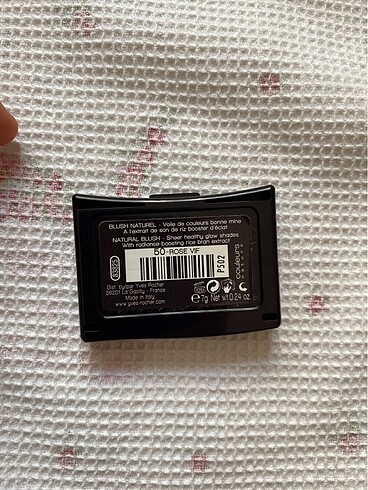 BLUSH NATUREL - Voile de couleurs bonne mine
A l'extrait de son de riz booster d'éclat
NATURAL BLUSH - Sheer healthy glow shades
With radiance-boosting rice bran extract
50-ROSE VIF
83825
P502
couleurs
nature
Dist. by/par Yves Rocher
56201 La Gacilly - France
Made in Italy
www.yves-rocher.com
℮ 7g Net wt. 0.24 oz.